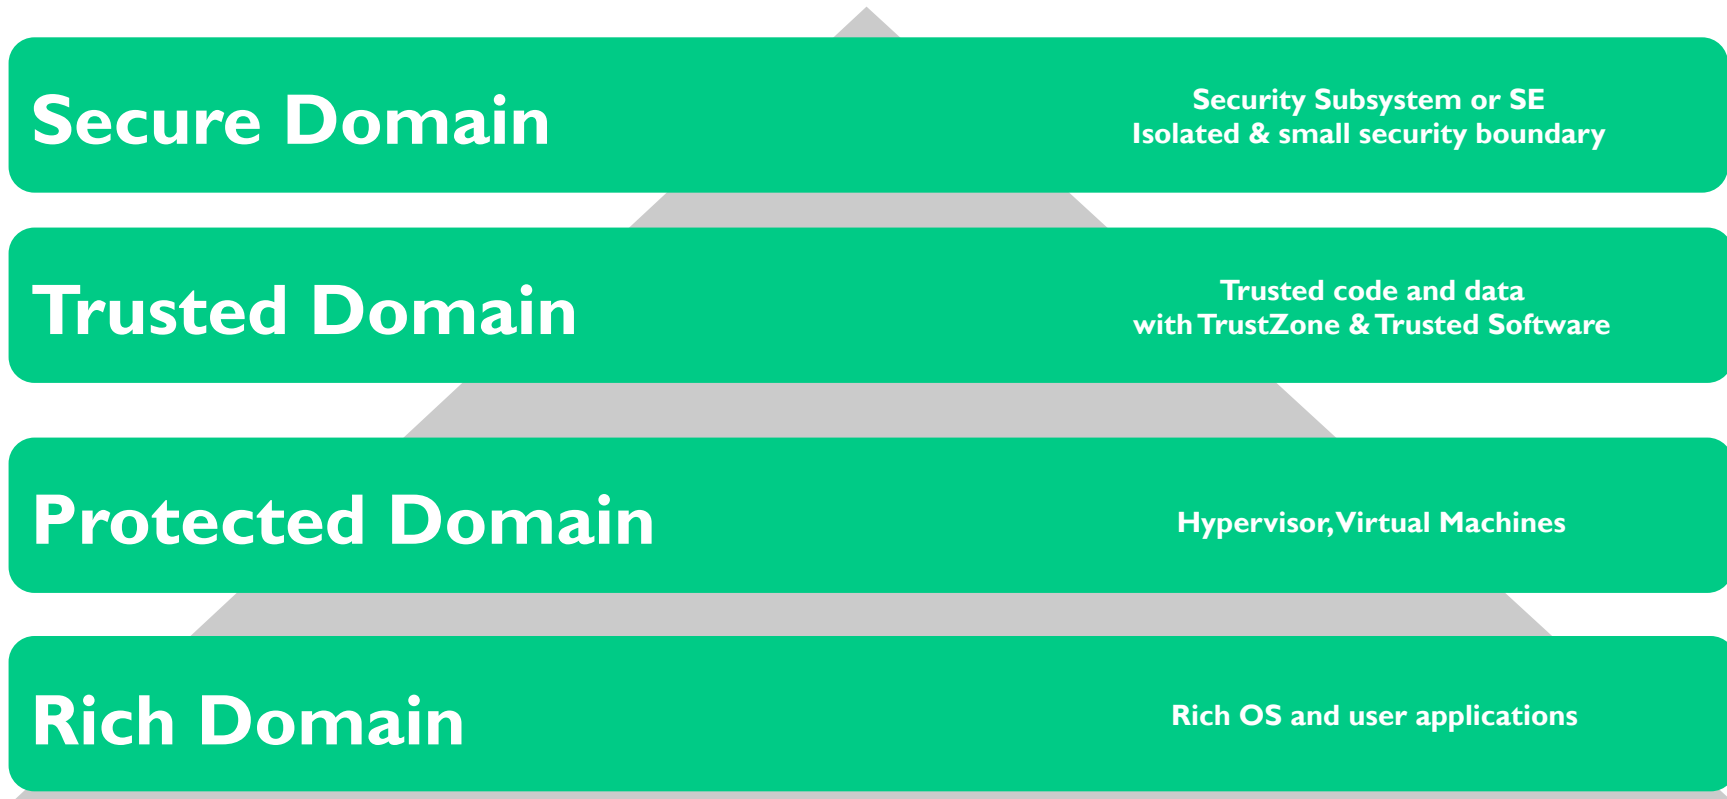 Secure Domain
Security Subsystem or SE
Isolated & small security boundary
Trusted Domain
Trusted code and data
with TrustZone & Trusted Software
Protected Domain
Hypervisor, Virtual Machines
Rich Domain
Rich OS and user applications